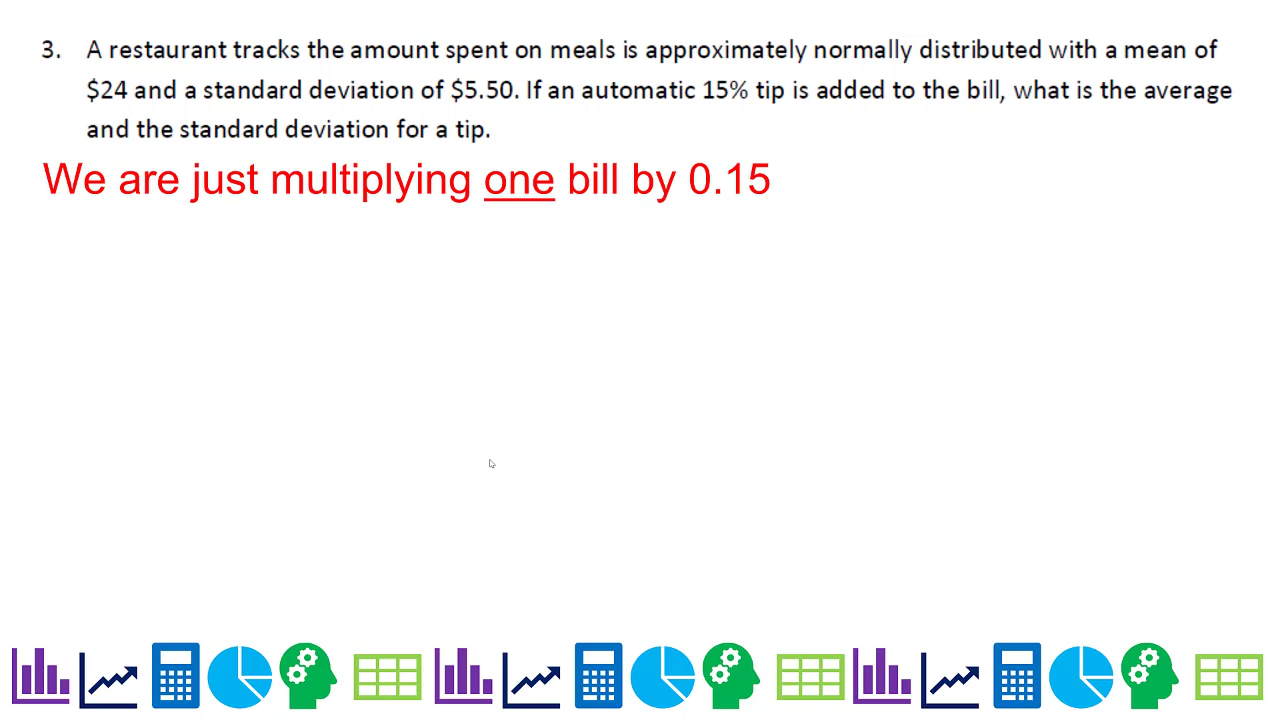 3. A restaurant tracks the amount spent on meals is approximately normally distributed with a mean of
$24 and a standard deviation of $5.50. If an automatic 15% tip is added to the bill, what is the average
and the standard deviation for a tip.
We are just multiplying one bill by 0.15